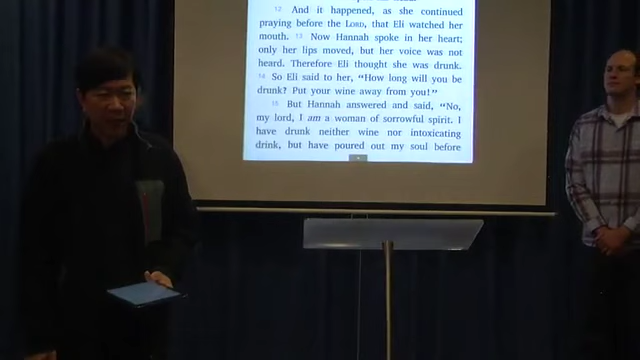 12 And it happened, as she continued
praying before the LORD, that Eli watched her
mouth. 13 Now Hannah spoke in her heart;
only her lips moved, but her voice was not
heard. Therefore Eli thought she was drunk.
14 So Eli said to her, “How long will you be
drunk? Put your wine away from you!”
15 But Hannah answered and said, “No,
my lord, I am a woman of sorrowful spirit. I
have drunk neither wine nor intoxicating
drink, but have poured out my soul before